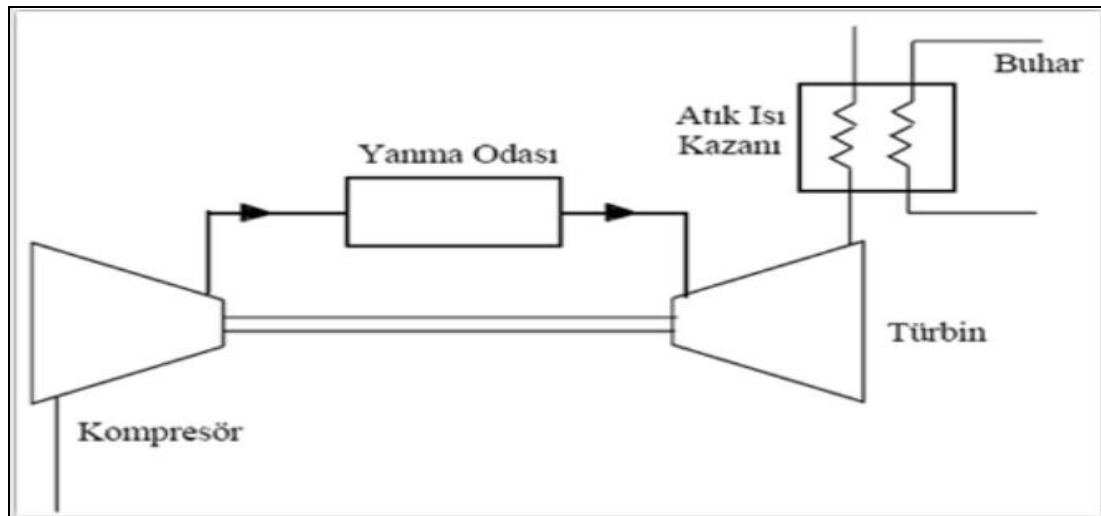 Buhar
Atık Isı
Kazanı
Yanma Odası
Türbin
Kompresör